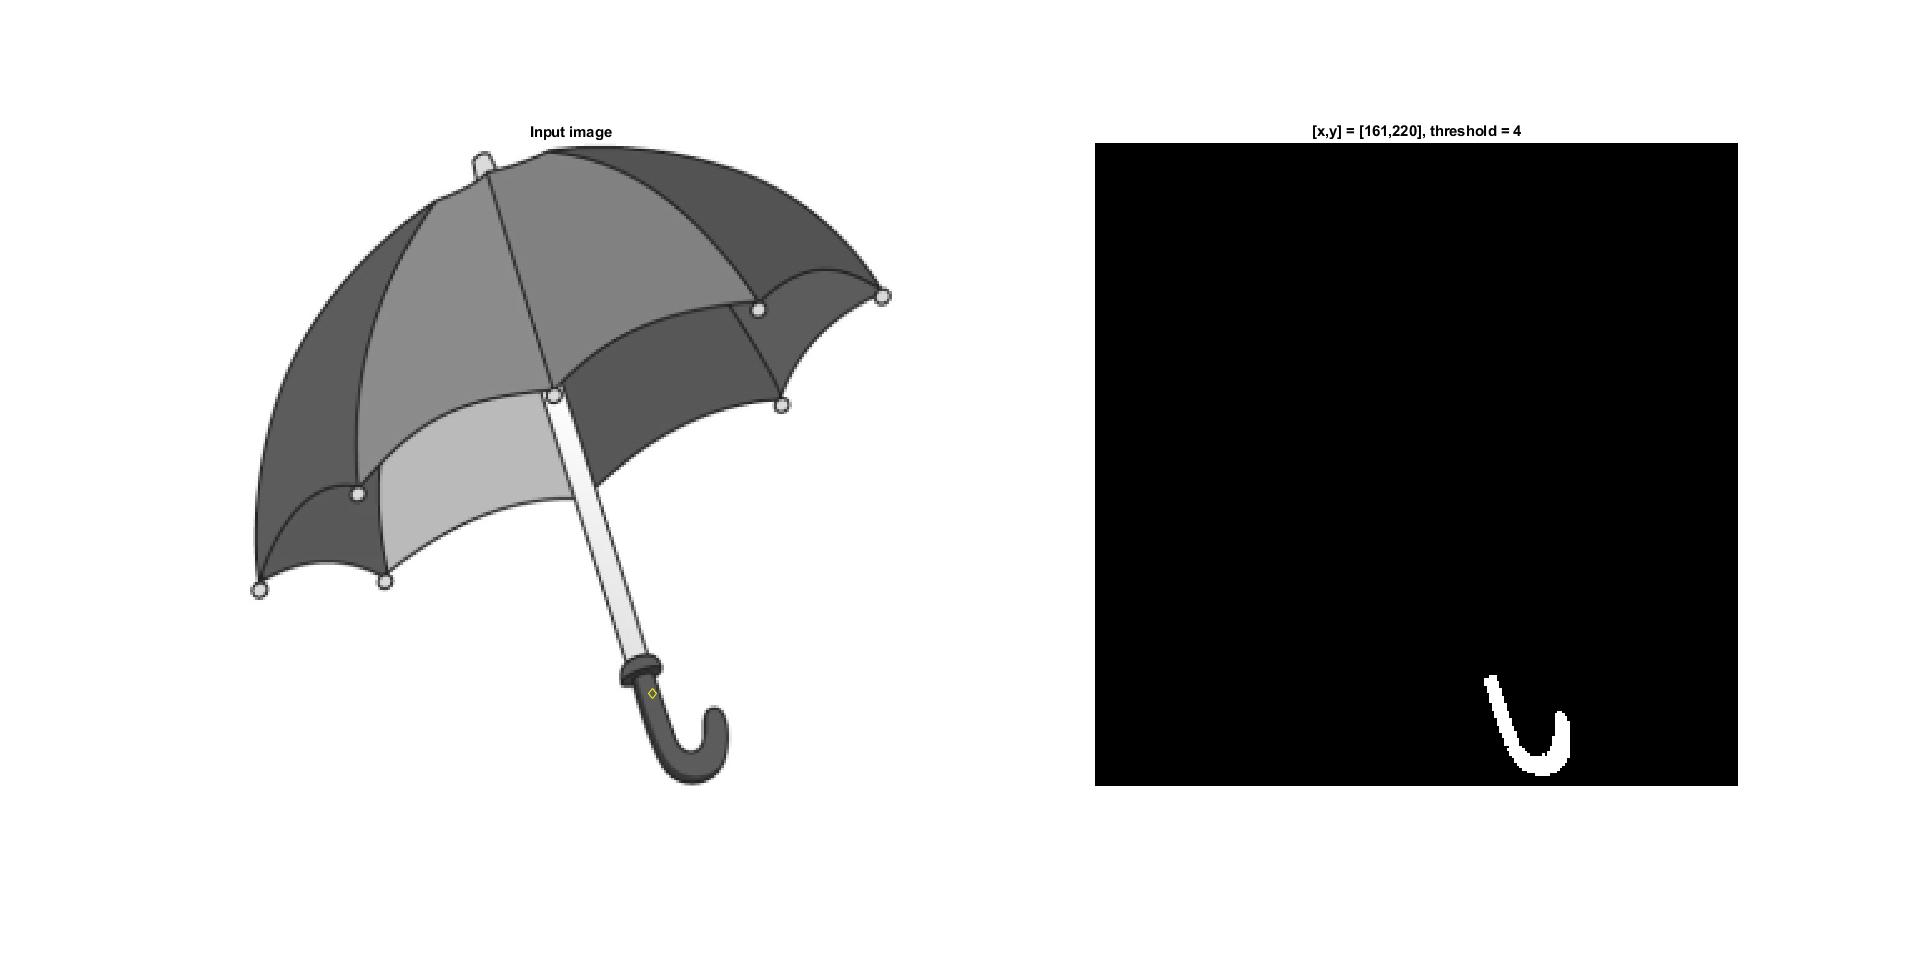 Input image
[x,y] = [161,220], threshold = 4